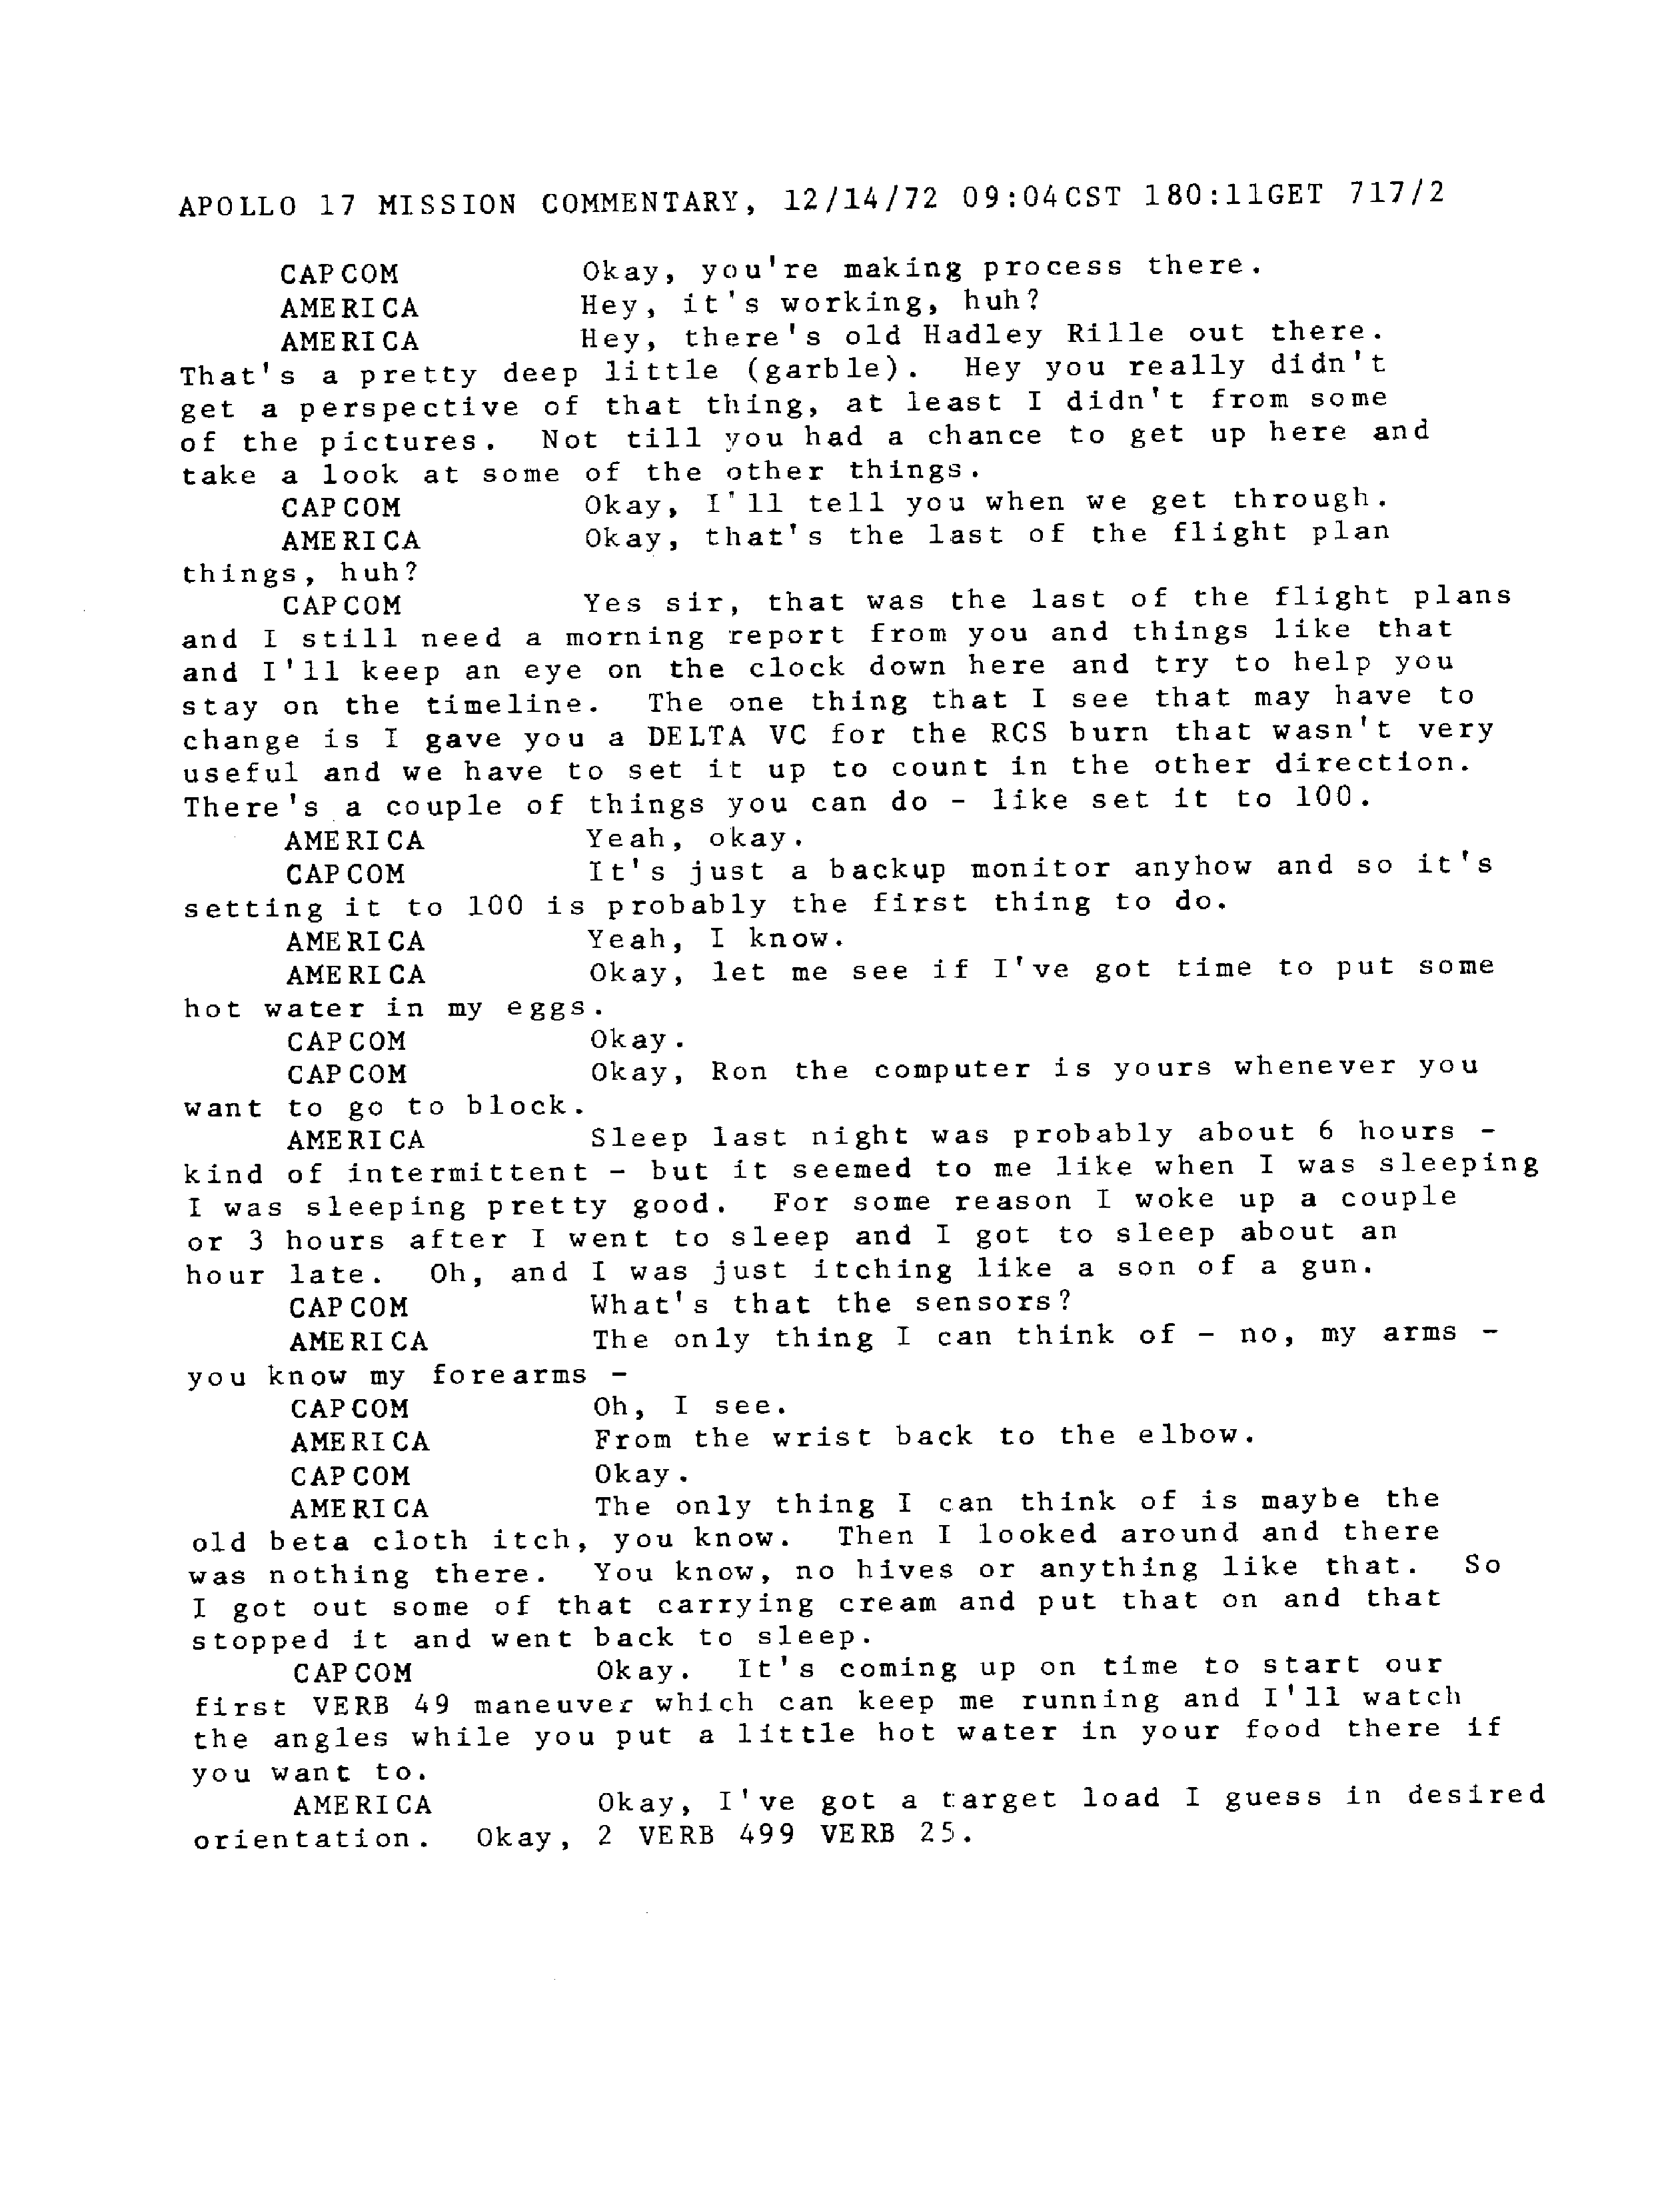 APOLLO 17 MISSION COMMENTARY, 12/14/72 09:04CST 180:11GET 717/2
CAPCOM Okay, you're making process there.
AMERICA Hey, it's working, huh?
AMERICA Hey, there's old Hadley Rille out there.
That's a pretty deep little (garble). Hey you really didn't
get a perspective of that thing, at least I didn't from some
of the pictures. Not till you had a chance to get up here and
take a look at some of the other things.
CAPCOM Okay, I'll tell you when we get through.
AMERICA Okay, that's the last of the flight plan
things, huh?
CAPCOM Yes sir, that was the last of the flight plans
and I still need a morning report from you and things like that
and I'll keep an eye on the clock down here and try to help you
stay on the timeline. The one thing that I see that may have to
change is I gave you a DELTA VC for the RCS burn that wasn't very
useful and we have to set it up to count in the other direction.
There's a couple of things you can do - like set it to 100.
AMERICA Yeah, okay.
CAPCOM It's just a backup monitor anyhow and so it's
setting it to 100 is probably the first thing to do.
AMERICA Yeah, I know.
AMERICA Okay, let me see if I've got time to put some
hot water in my eggs.
CAPCOM Okay.
CAPCOM Okay, Ron the computer is yours whenever you
want to go to block.
AMERICA Sleep last night was probably about 6 hours -
kind of intermittent - but it seemed to me like when I was sleeping
I was sleeping pretty good. For some reason I woke up a couple
or 3 hours after I went to sleep and I got to sleep about an
hour late. Oh, and I was just itching like a son of a gun.
CAPCOM What's that the sensors?
AMERICA The only thing I can think of - no, my arms -
you know my forearms -
CAPCOM Oh, I see.
AMERICA From the wrist back to the elbow.
CAPCOM Okay.
AMERICA The only thing I can think of is maybe the
old beta cloth itch, you know. Then I looked around and there
was nothing there. You know, no hives or anything like that. So
I got out some of that carrying cream and put that on and that
stopped it and went back to sleep.
CAPCOM Okay. It's coming up on time to start our
first VERB 49 maneuver which can keep me running and I'll watch
the angles while you put a little hot water in your food there if
you want to.
AMERICA Okay, I've got a target load I guess in desired
orientation. Okay, 2 VERB 499 VERB 25.